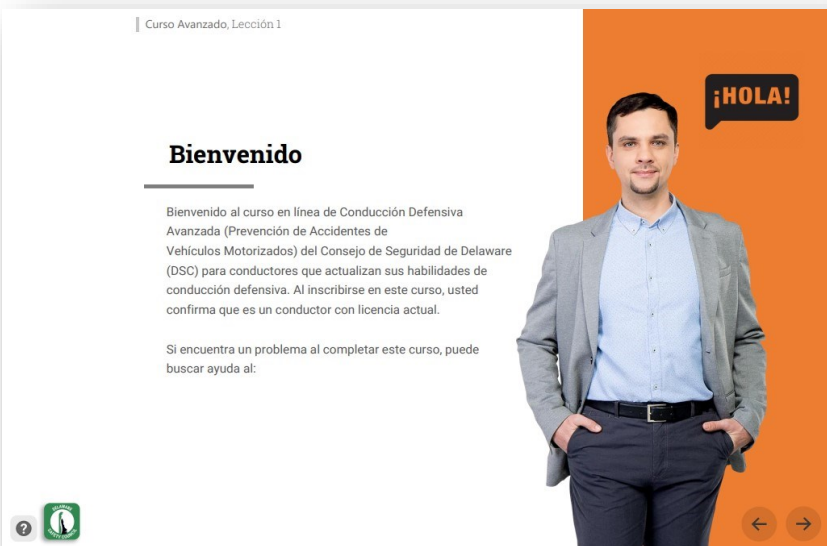 Curso Avanzado, Lección 1
¡HOLA!
Bienvenido
Bienvenido al curso en línea de Conducción Defensiva
Avanzada (Prevención de Accidentes de
Vehículos Motorizados) del Consejo de Seguridad de Delaware
(DSC) para conductores que actualizan sus habilidades de
conducción defensiva. Al inscribirse en este curso, usted
confirma que es un conductor con licencia actual.
Si encuentra un problema al completar este curso, puede
buscar ayuda al:
?
DELAWARE
SAFETY COUNCIL